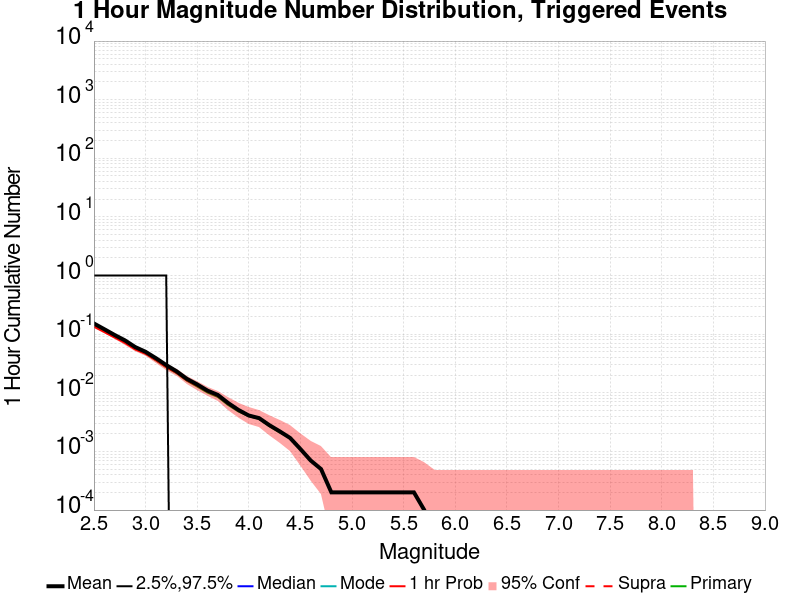 1 Hour Magnitude Number Distribution, Triggered Events
10^4
10^3
10^2
10^1
10^0
10^-1
10^-2
10^-3
10^-4
1 Hour Cumulative Number
2.5 3.0 3.5 4.0 4.5 5.0 5.5 6.0 6.5 7.0 7.5 8.0 8.5 9.0
Magnitude
Mean 2.5%,97.5% Median Mode 1 hr Prob 95% Conf Supra Primary